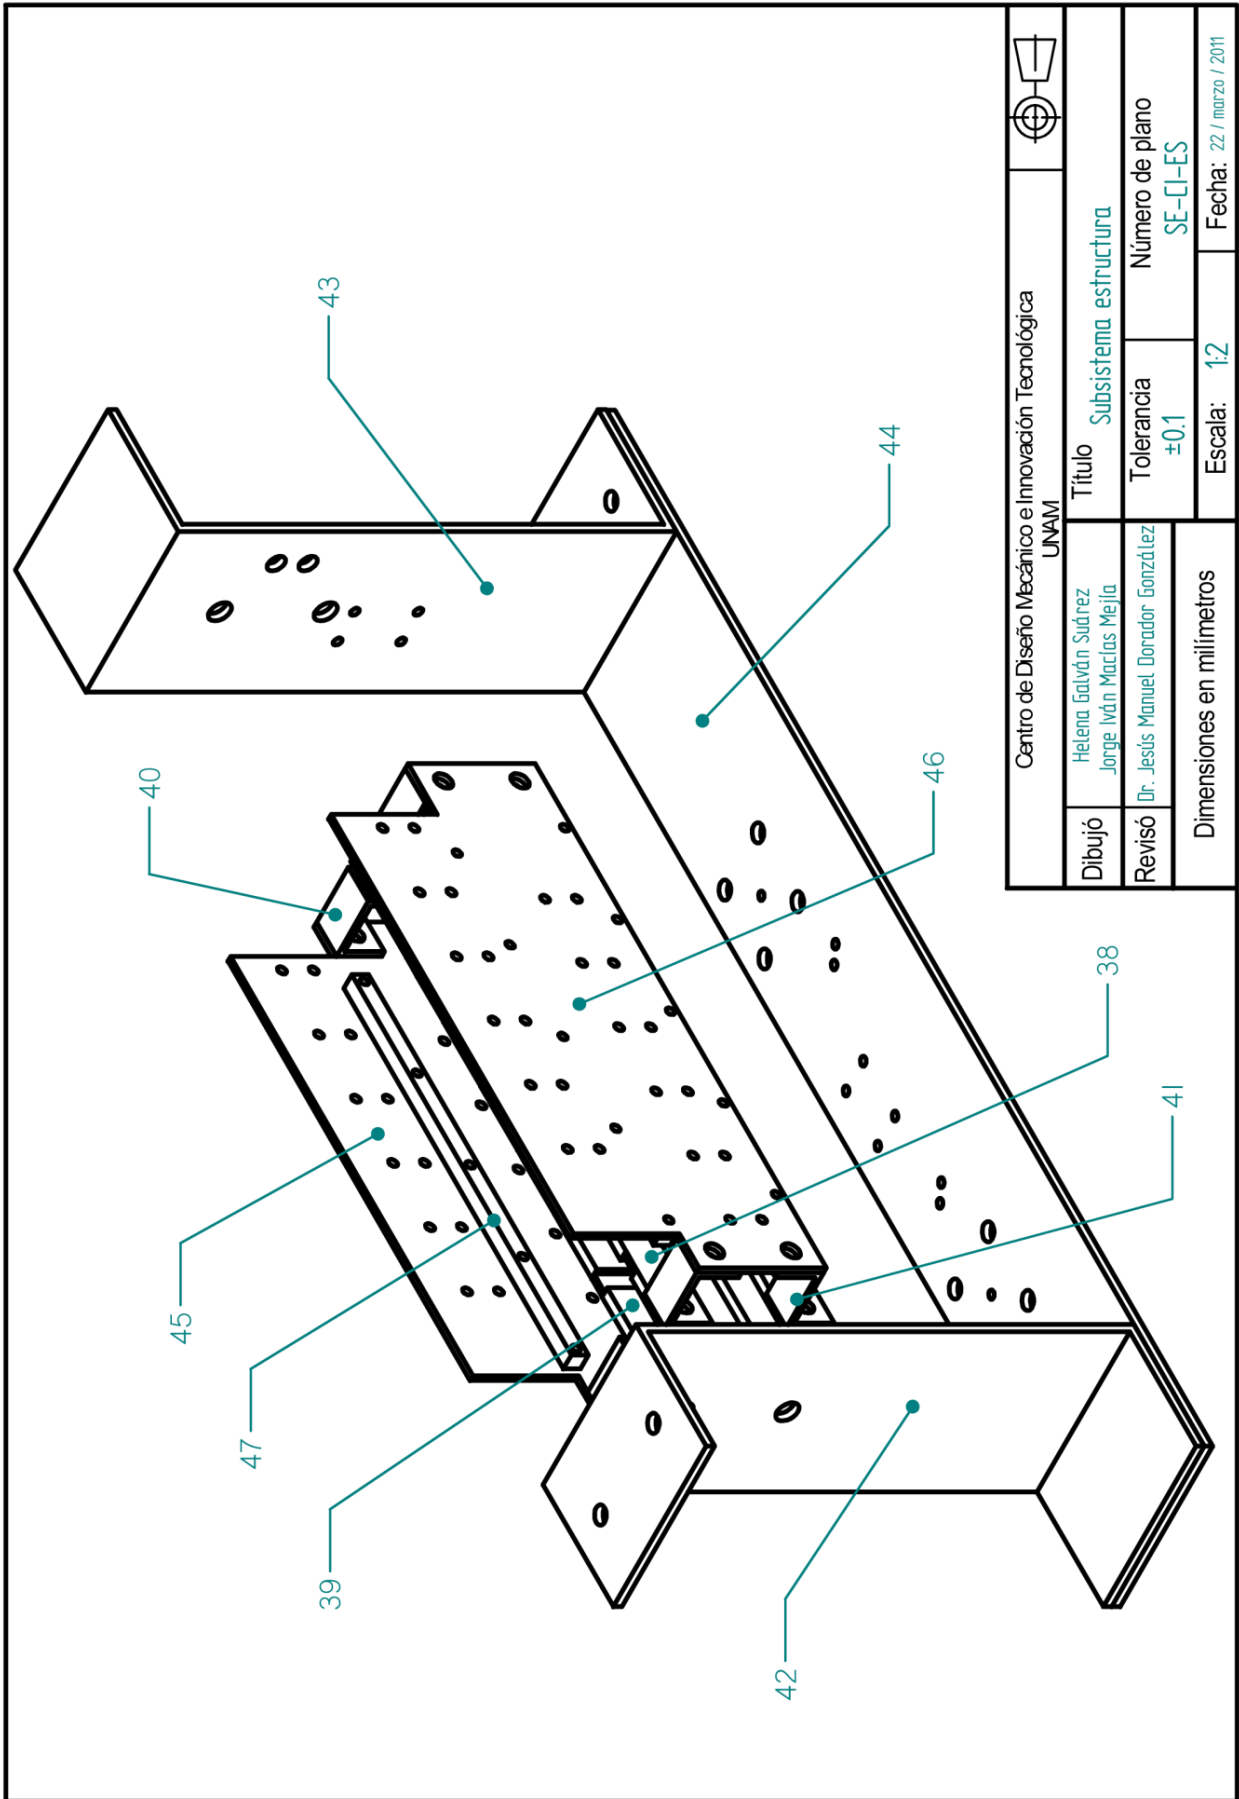 45
47
39
42
40
43
46
44
38
41
Centro de Diseño Mecánico e Innovación Tecnológica
UNAM
Dibujó
Helena Galván Suárez
Jorge Iván Macías Mejía
Título
Subsistema estructura
Revisó
Dr. Jesús Manuel Dorador González
Tolerancia
±0.1
Número de plano
SE-CI-ES
Dimensiones en milímetros
Escala: 1:2
Fecha: 22 / marzo / 2011